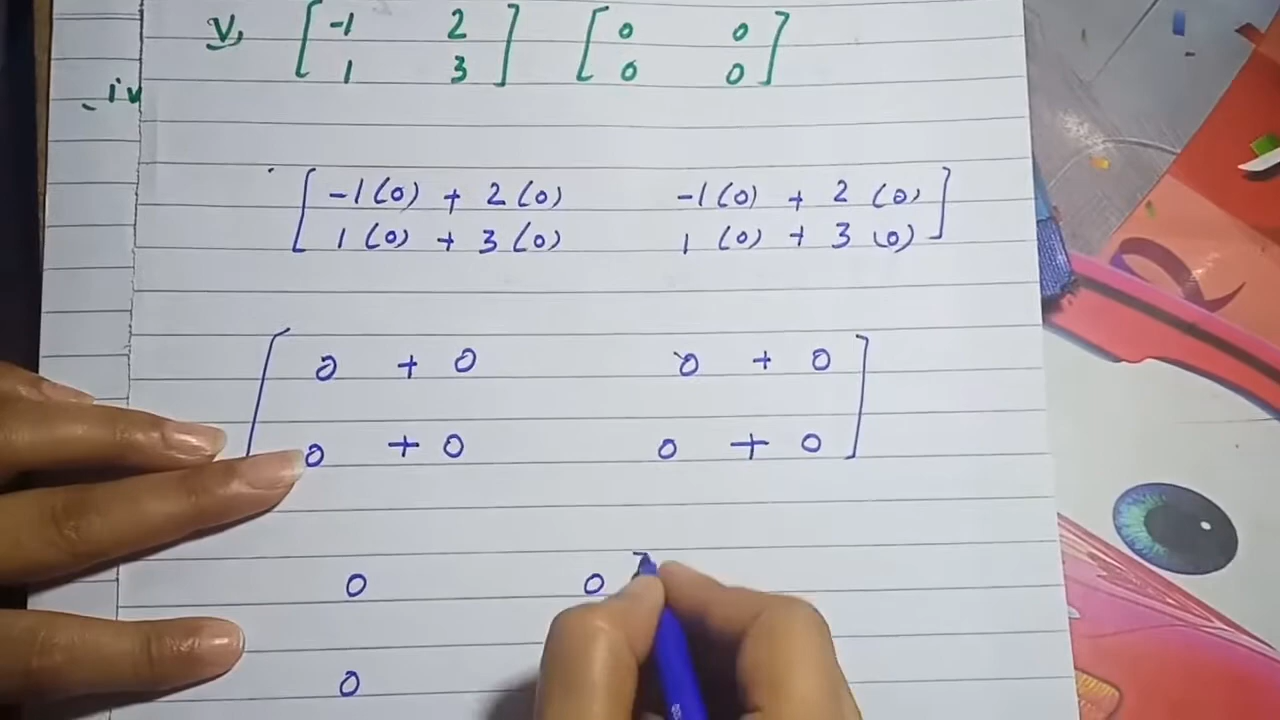 v, [ -1 2 ] [ 0 0 ]
[ 1 3 ] [ 0 0 ]
iv
[ -1(0) + 2(0) -1(0) + 2(0) ]
[ 1(0) + 3(0) 1(0) + 3(0) ]
[ 0 + 0 0 + 0 ]
[ 0 + 0 0 + 0 ]
0 0
0